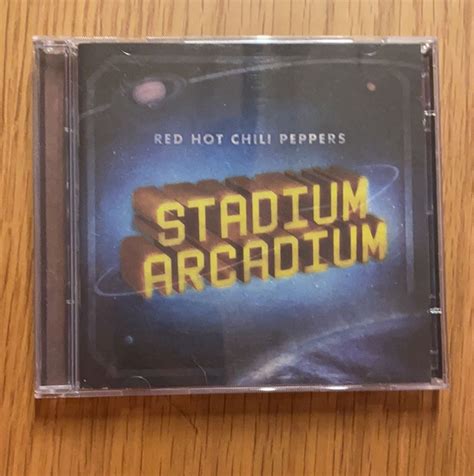 RED HOT CHILI PEPPERS
STADIUM
ARCADIUM